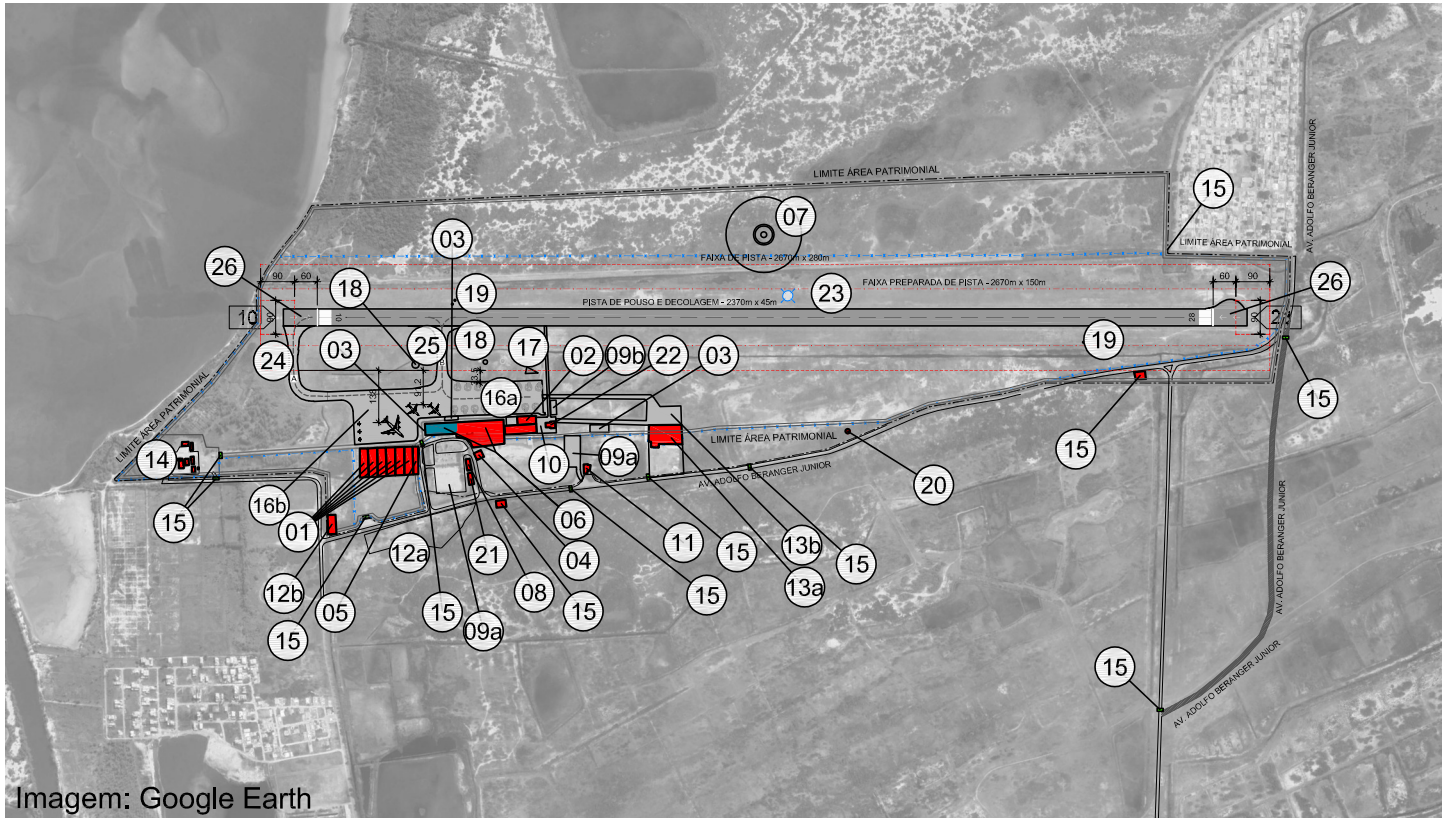 LIMITE ÁREA PATRIMONIAL
AV. ADOLFO BERANGER JUNIOR
15
07
03
LIMITE ÁREA PATRIMONIAL
FAIXA DE PISTA - 2670m x 280m
26
90
60
18
19
23
FAIXA PREPARADA DE PISTA - 2670m x 150m
60
90
26
PISTA DE POUSO E DECOLAGEM - 2370m x 45m
10
90
10
28
90
24
03
25
18
17
02
09b
22
03
19
15
16a
LIMITE ÁREA PATRIMONIAL
14
LIMITE ÁREA PATRIMONIAL
10
09a
20
15
AV. ADOLFO BERANGER JUNIOR
15
16b
01
12a
21
06
11
15
13b
15
04
08
13a
12b
05
15
09a
15
15
15
AV. ADOLFO BERANGER JUNIOR
15
AV. ADOLFO BERANGER JUNIOR
Imagem: Google Earth